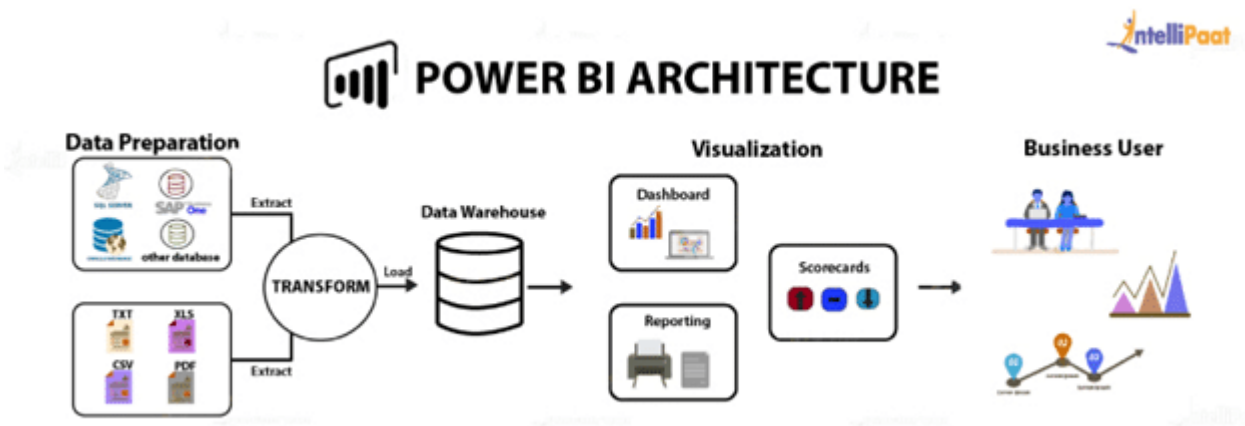 intelliPaat
POWER BI ARCHITECTURE
Data Preparation
SQL SERVER
SAP
One
other database
Extract
TXT
XLS
CSV
PDF
Extract
TRANSFORM
Load
Data Warehouse
Visualization
Dashboard
Reporting
Scorecards
Business User